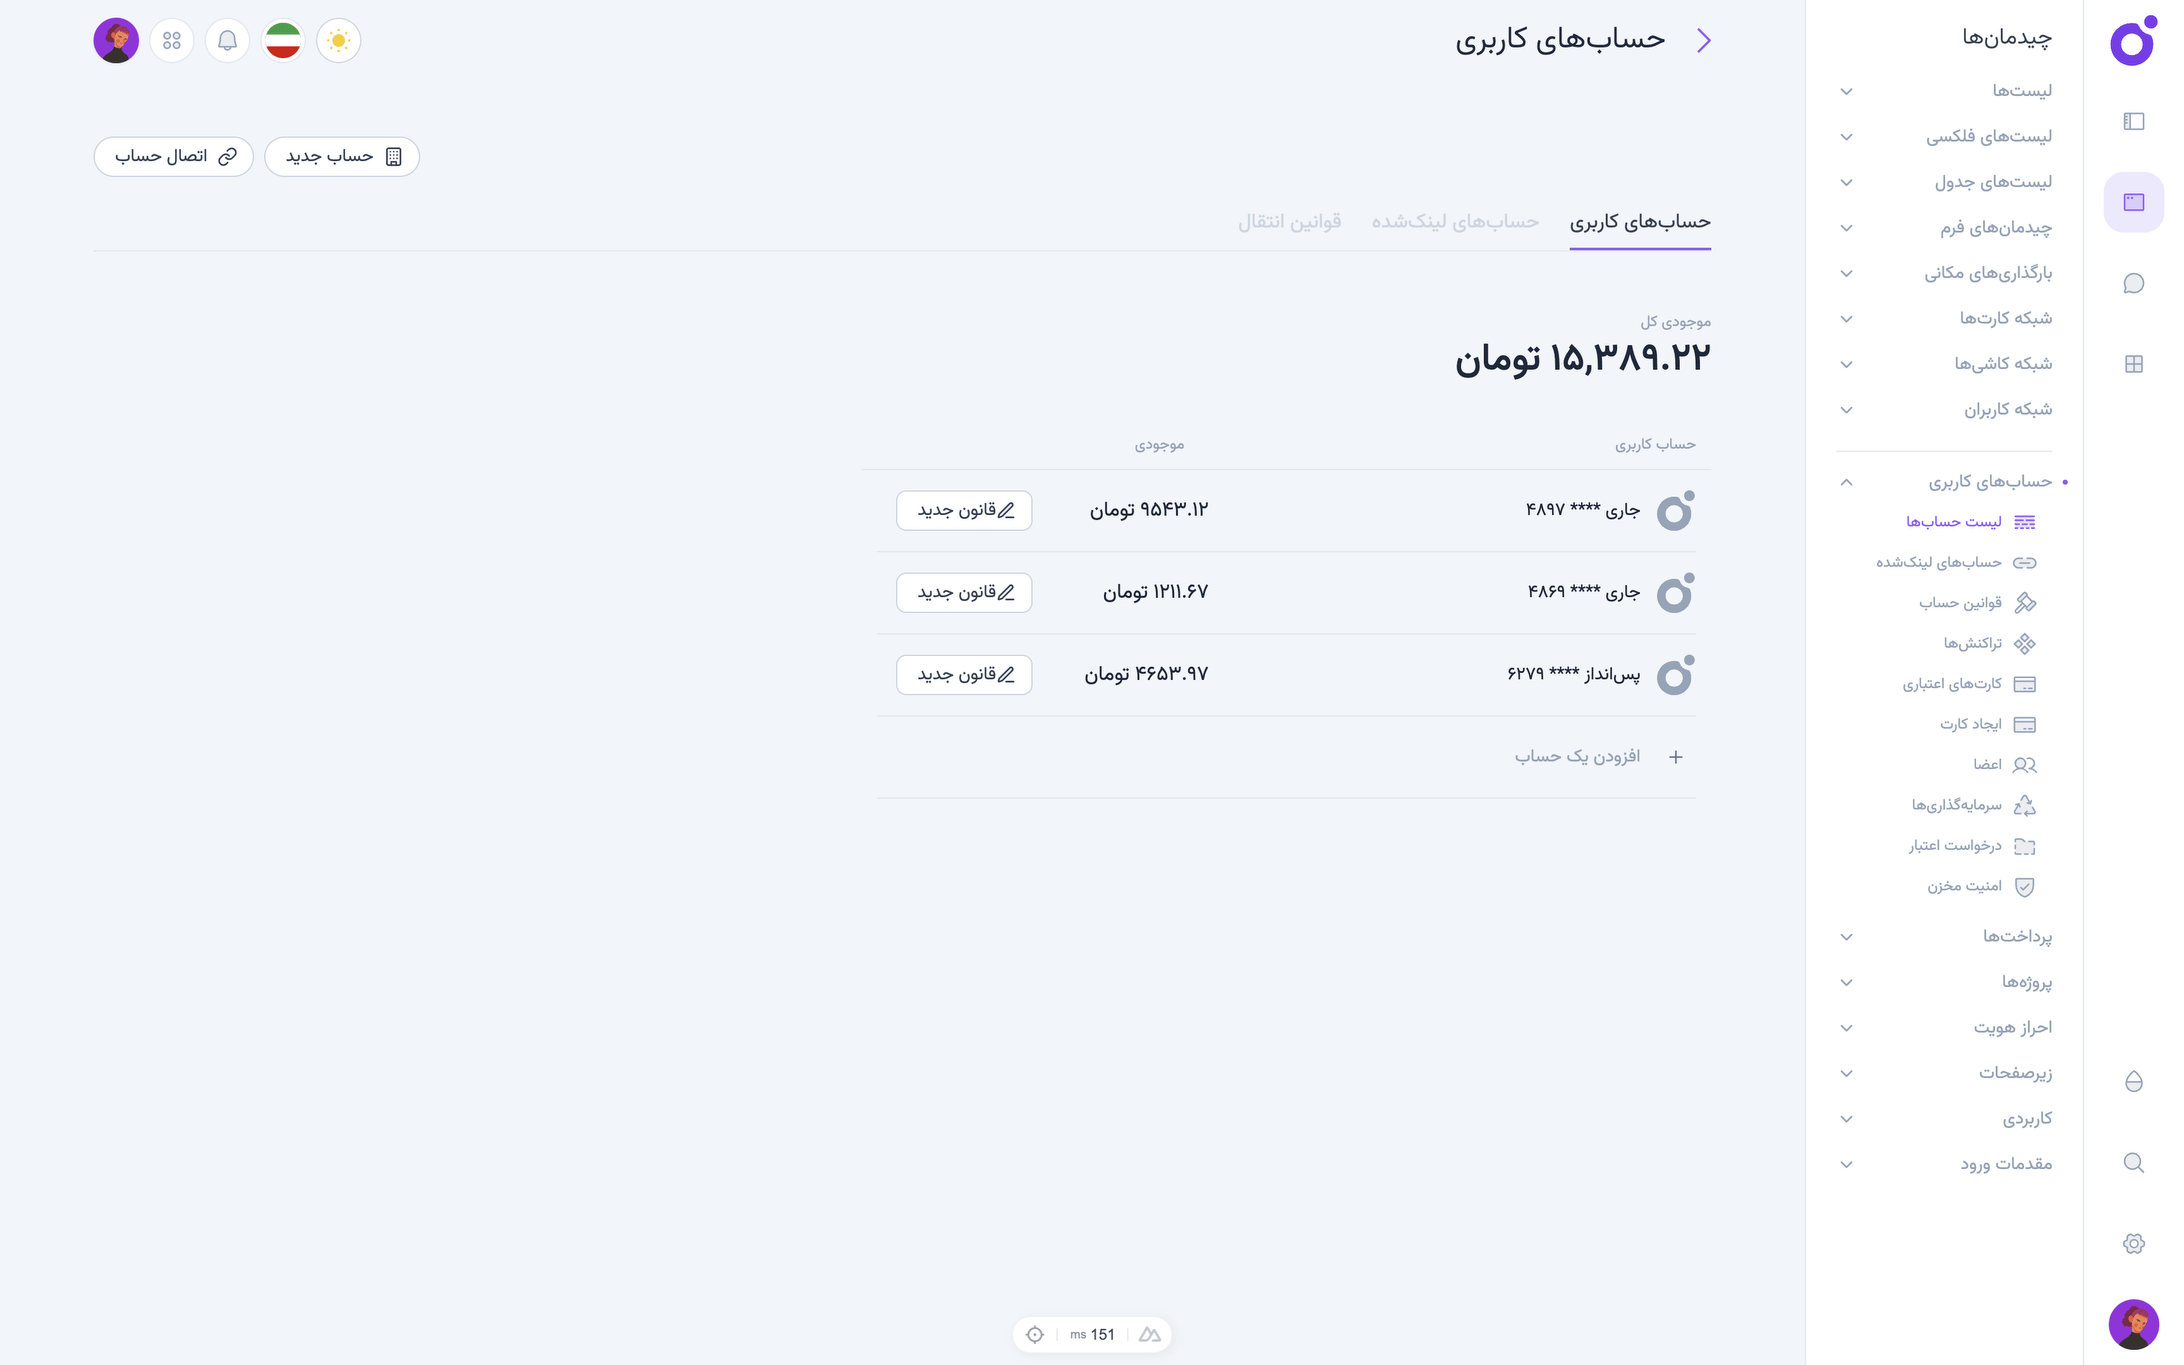 چیدمان‌ها
لیست‌ها
لیست‌های فلکسی
لیست‌های جدول
چیدمان‌های فرم
بارگذاری‌های مکانی
شبکه کارت‌ها
شبکه کاشی‌ها
شبکه کاربران
حساب‌های کاربری
لیست حساب‌ها
حساب‌های لینک‌شده
قوانین حساب
تراکنش‌ها
کارت‌های اعتباری
ایجاد کارت
اعضا
سرمایه‌گذاری‌ها
درخواست اعتبار
امنیت مخزن
پرداخت‌ها
پروژه‌ها
احراز هویت
زیرصفحات
کاربردی
مقدمات ورود
حساب‌های کاربری
حساب جدید
اتصال حساب
حساب‌های کاربری حساب‌های لینک‌شده قوانین انتقال
موجودی کل
۱۵,۳۸۹.۲۲ تومان
حساب کاربری موجودی
جاری **** ۴۸۹۷ ۹۵۴۳.۱۲ تومان قانون جدید
جاری **** ۴۸۶۹ ۱۲۱۱.۶۷ تومان قانون جدید
پس‌انداز **** ۶۲۷۹ ۴۶۵۳.۹۷ تومان قانون جدید
افزودن یک حساب
151 ms